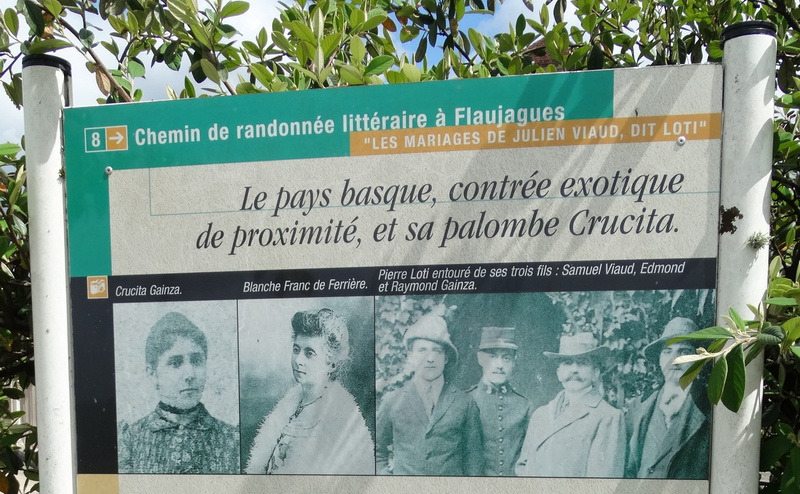 8 → Chemin de randonnée littéraire à Flaujagues
"LES MARIAGES DE JULIEN VIAUD, DIT LOTI"
Le pays basque, contrée exotique
de proximité, et sa palombe Crucita.
Crucita Gainza.
Blanche Franc de Ferrière.
Pierre Loti entouré de ses trois fils : Samuel Viaud, Edmond
et Raymond Gainza.